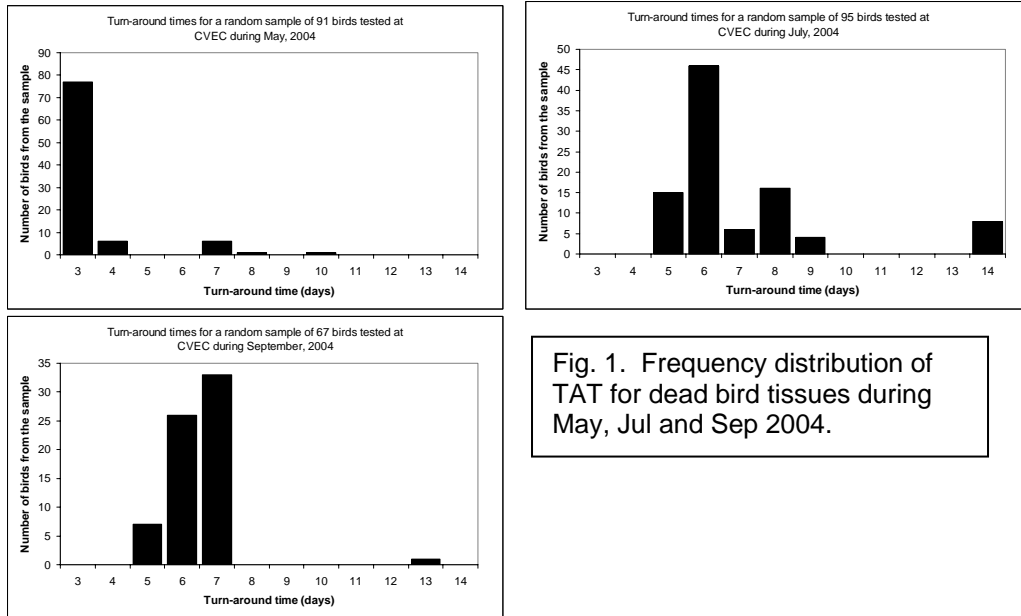 Turn-around times for a random sample of 91 birds tested at
CVEC during May, 2004
Number of birds from the sample
90
80
70
60
50
40
30
20
10
0
3 4 5 6 7 8 9 10 11 12 13 14
Turn-around time (days)
Turn-around times for a random sample of 95 birds tested at
CVEC during July, 2004
Number of birds from the sample
50
45
40
35
30
25
20
15
10
5
0
3 4 5 6 7 8 9 10 11 12 13 14
Turn-around time (days)
Turn-around times for a random sample of 67 birds tested at
CVEC during September, 2004
Number of birds from the sample
35
30
25
20
15
10
5
0
3 4 5 6 7 8 9 10 11 12 13 14
Turn-around time (days)
Fig. 1. Frequency distribution of
TAT for dead bird tissues during
May, Jul and Sep 2004.